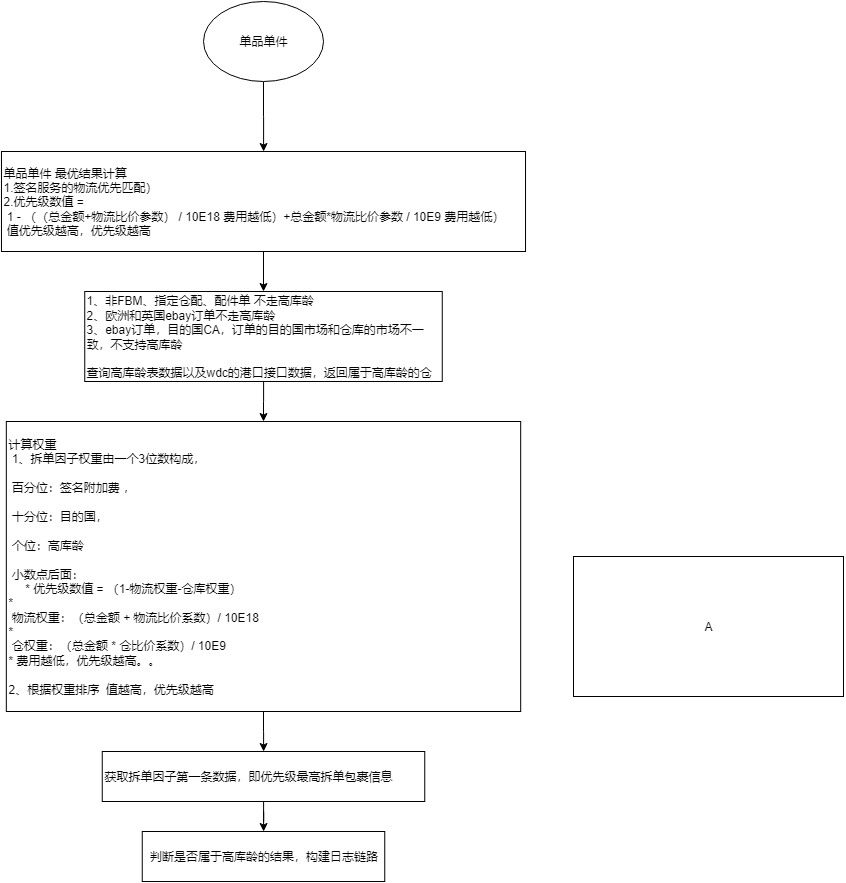 单品单件
单品单件 最优结果计算
1.签名服务的物流优先匹配）
2.优先级数值 =
1 - （（总金额+物流比价参数） / 10E18 费用越低）+总金额*物流比价参数 / 10E9 费用越低）
值优先级越高，优先级越高
1、非FBM、指定仓配、配件单 不走高库龄
2、欧洲和英国ebay订单不走高库龄
3、ebay订单，目的国CA，订单的目的国市场和仓库的市场不一
致，不支持高库龄
查询高库龄表数据以及wdc的港口接口数据，返回属于高库龄的仓
计算权重
1、拆单因子权重由一个3位数构成，
百分位：签名附加费 ，
十分位：目的国，
个位：高库龄
小数点后面：
* 优先级数值 = （1-物流权重-仓库权重）
*
物流权重：（总金额 + 物流比价系数）/ 10E18
*
仓权重：（总金额 * 仓比价系数）/ 10E9
* 费用越低，优先级越高。。
2、根据权重排序 值越高，优先级越高
A
获取拆单因子第一条数据，即优先级最高拆单包裹信息
判断是否属于高库龄的结果，构建日志链路